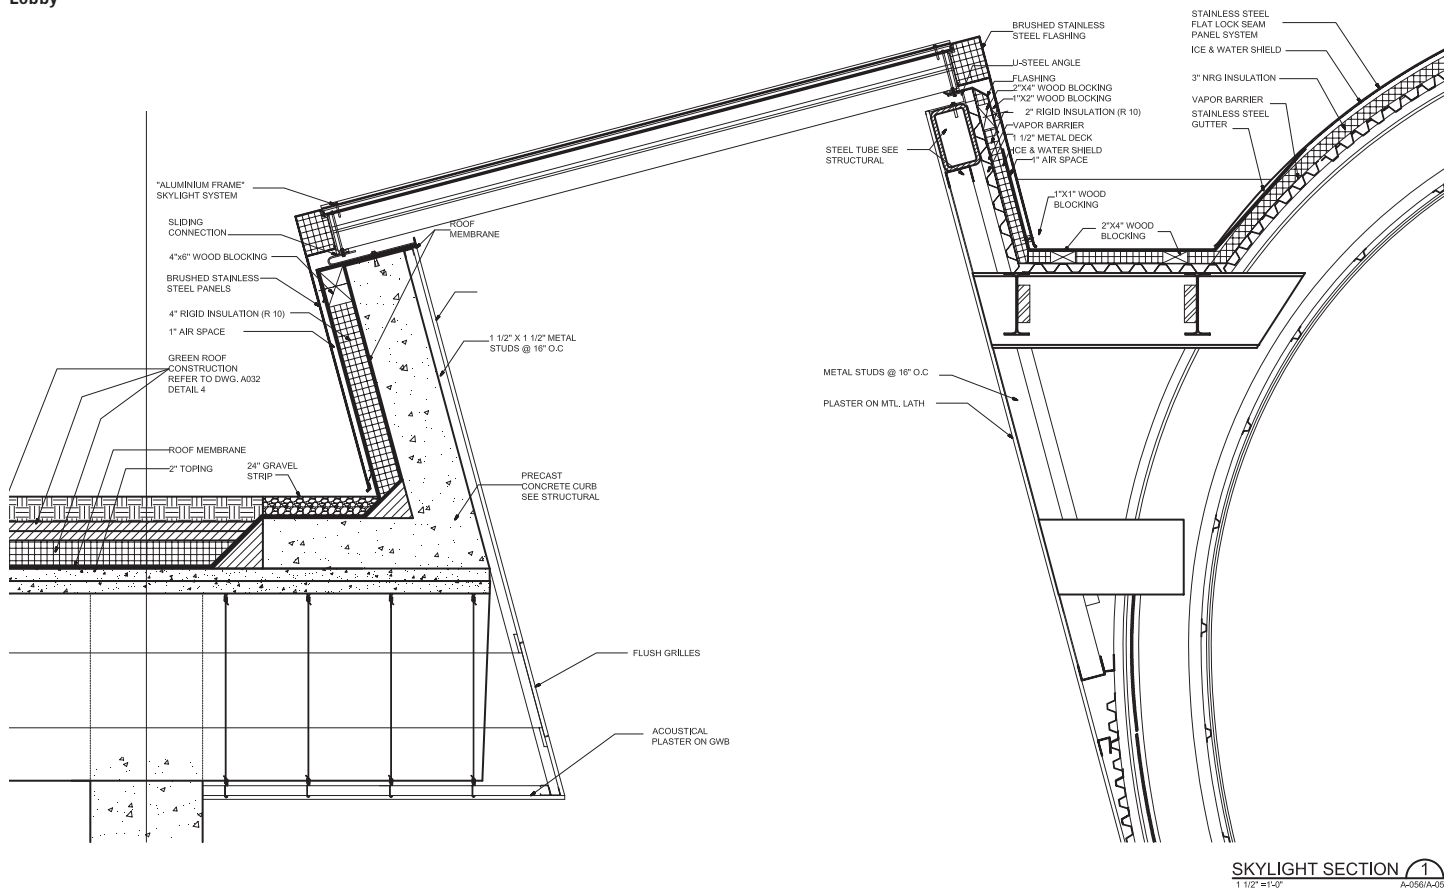 Lobby
BRUSHED STAINLESS
STEEL FLASHING
U-STEEL ANGLE
FLASHING
2"X4" WOOD BLOCKING
1"X2" WOOD BLOCKING
2" RIGID INSULATION (R 10)
VAPOR BARRIER
1 1/2" METAL DECK
ICE & WATER SHIELD
1" AIR SPACE
STAINLESS STEEL
FLAT LOCK SEAM
PANEL SYSTEM
ICE & WATER SHIELD
3" NRG INSULATION
VAPOR BARRIER
STAINLESS STEEL
GUTTER
STEEL TUBE SEE
STRUCTURAL
1"X1" WOOD
BLOCKING
2"X4" WOOD
BLOCKING
"ALUMINIUM FRAME"
SKYLIGHT SYSTEM
SLIDING
CONNECTION
4"x6" WOOD BLOCKING
BRUSHED STAINLESS
STEEL PANELS
4" RIGID INSULATION (R 10)
1" AIR SPACE
GREEN ROOF
CONSTRUCTION
REFER TO DWG. A032
DETAIL 4
ROOF MEMBRANE
2" TOPING
24" GRAVEL
STRIP
ROOF
MEMBRANE
1 1/2" X 1 1/2" METAL
STUDS @ 16" O.C
PRECAST
CONCRETE CURB
SEE STRUCTURAL
METAL STUDS @ 16" O.C
PLASTER ON MTL. LATH
FLUSH GRILLES
ACOUSTICAL
PLASTER ON GWB
SKYLIGHT SECTION 1
1 1/2" =1'-0" A-056/A-05